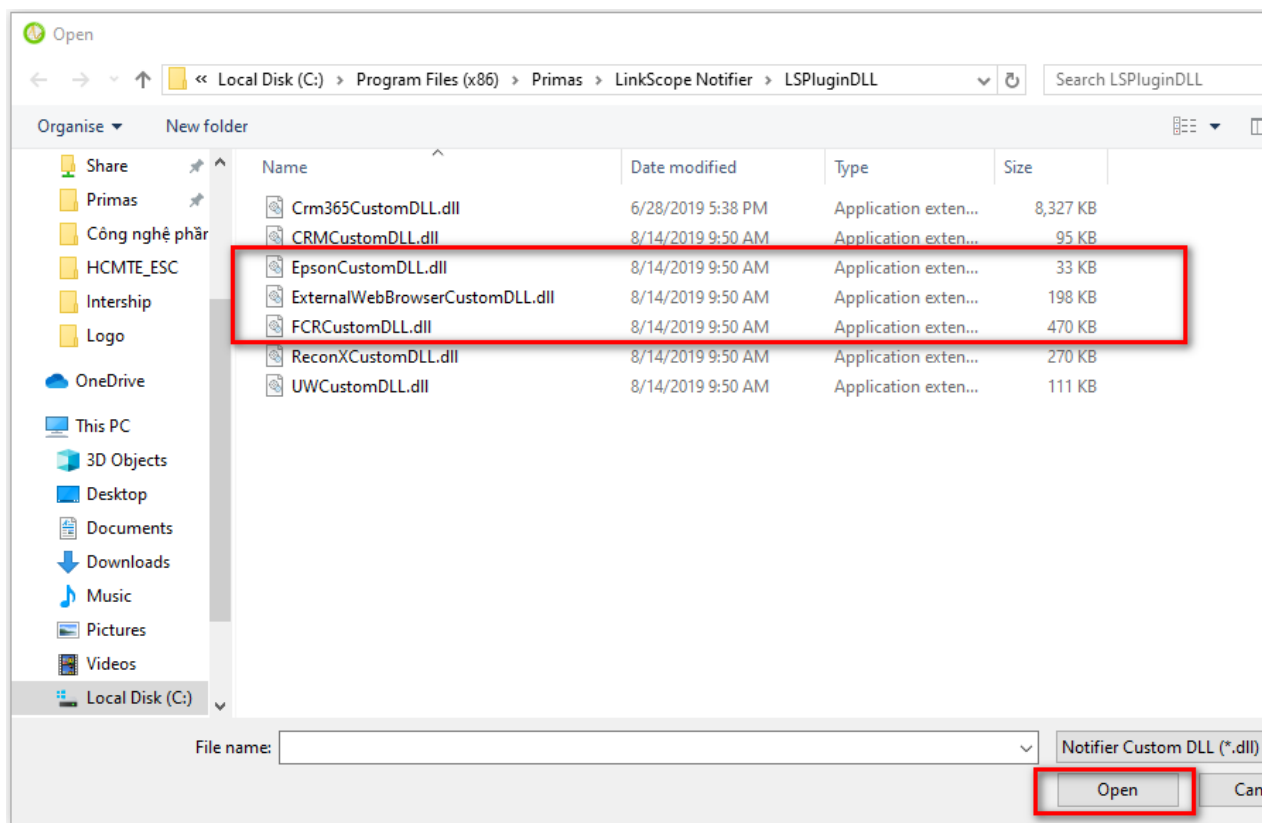 Open
« Local Disk (C:) > Program Files (x86) > Primas > LinkScope Notifier > LSPluginDLL
Search LSPluginDLL
Organise
New folder
Share
Primas
Công nghệ phần
HCMTE_ESC
Intership
Logo
OneDrive
This PC
3D Objects
Desktop
Documents
Downloads
Music
Pictures
Videos
Local Disk (C:)
Name Date modified Type Size
Crm365CustomDLL.dll 6/28/2019 5:38 PM Application exten... 8,327 KB
CRMCustomDLL.dll 8/14/2019 9:50 AM Application exten... 95 KB
EpsonCustomDLL.dll 8/14/2019 9:50 AM Application exten... 33 KB
ExternalWebBrowserCustomDLL.dll 8/14/2019 9:50 AM Application exten... 198 KB
FCRCustomDLL.dll 8/14/2019 9:50 AM Application exten... 470 KB
ReconXCustomDLL.dll 8/14/2019 9:50 AM Application exten... 270 KB
UWCustomDLL.dll 8/14/2019 9:50 AM Application exten... 111 KB
File name:
Notifier Custom DLL (*.dll)
Open
Can